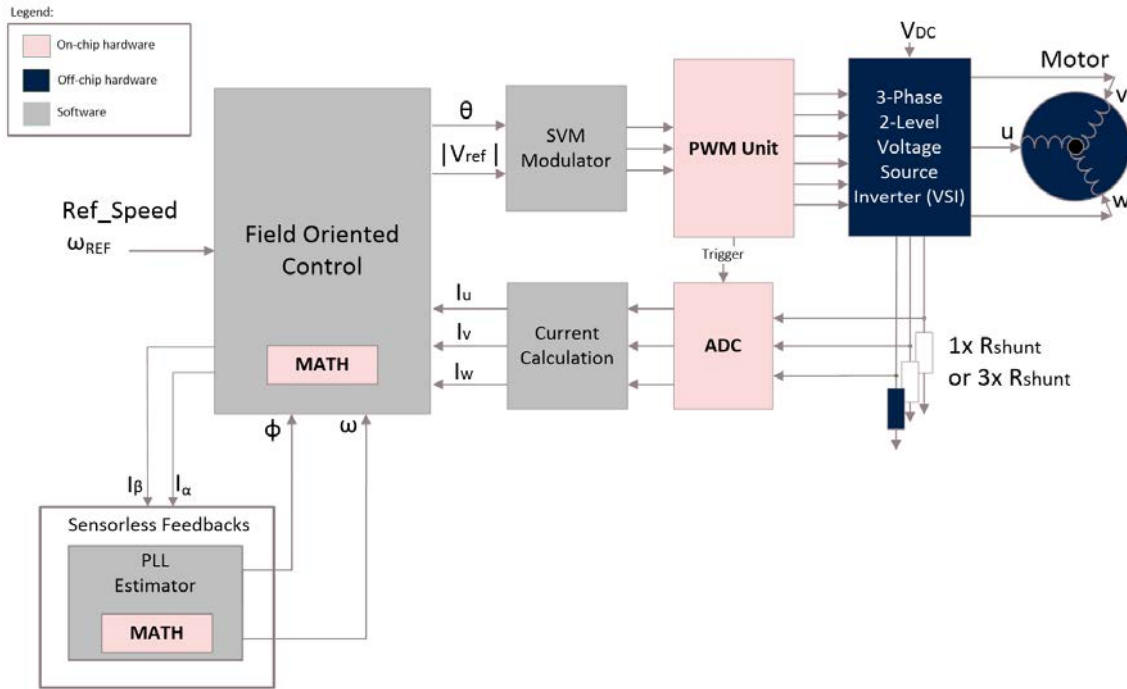 Legend:
On-chip hardware
Off-chip hardware
Software
Ref_Speed
ωREF
Field Oriented
Control
MATH
θ
|Vref|
SVM
Modulator
PWM Unit
VDC
3-Phase
2-Level
Voltage
Source
Inverter (VSI)
Motor
v
u
w
Trigger
Iu
Iv
Iw
Current
Calculation
ADC
1x Rshunt
or 3x Rshunt
ϕ
ω
Iβ
Iα
Sensorless Feedbacks
PLL
Estimator
MATH